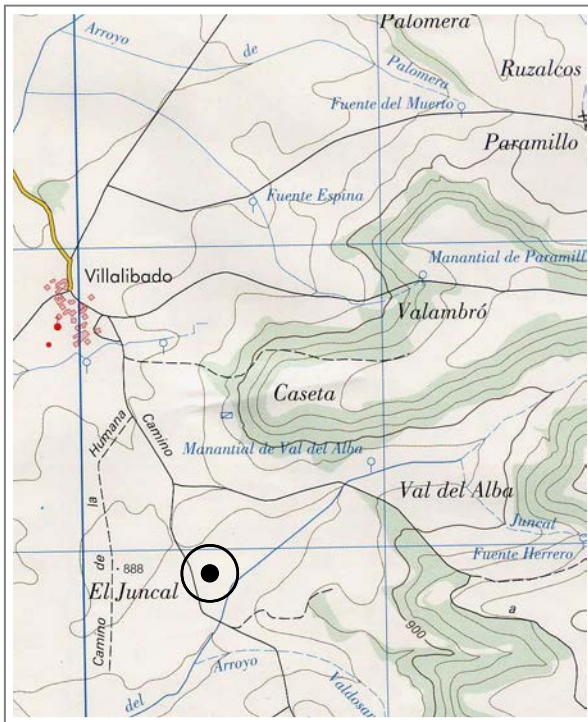 Palomera
Arroyo
de
Palomera
Ruzalcos
Fuente del Muerto
Paramillo
Fuente Espina
Manantial de Paramill
Villalibado
Valambró
Caseta
Humana
Camino
Manantial de Val del Alba
Val del Alba
la
Juncal
Fuente Herrero
de
888
El Juncal
a
900
Camino
Arroyo
del
Valdosar